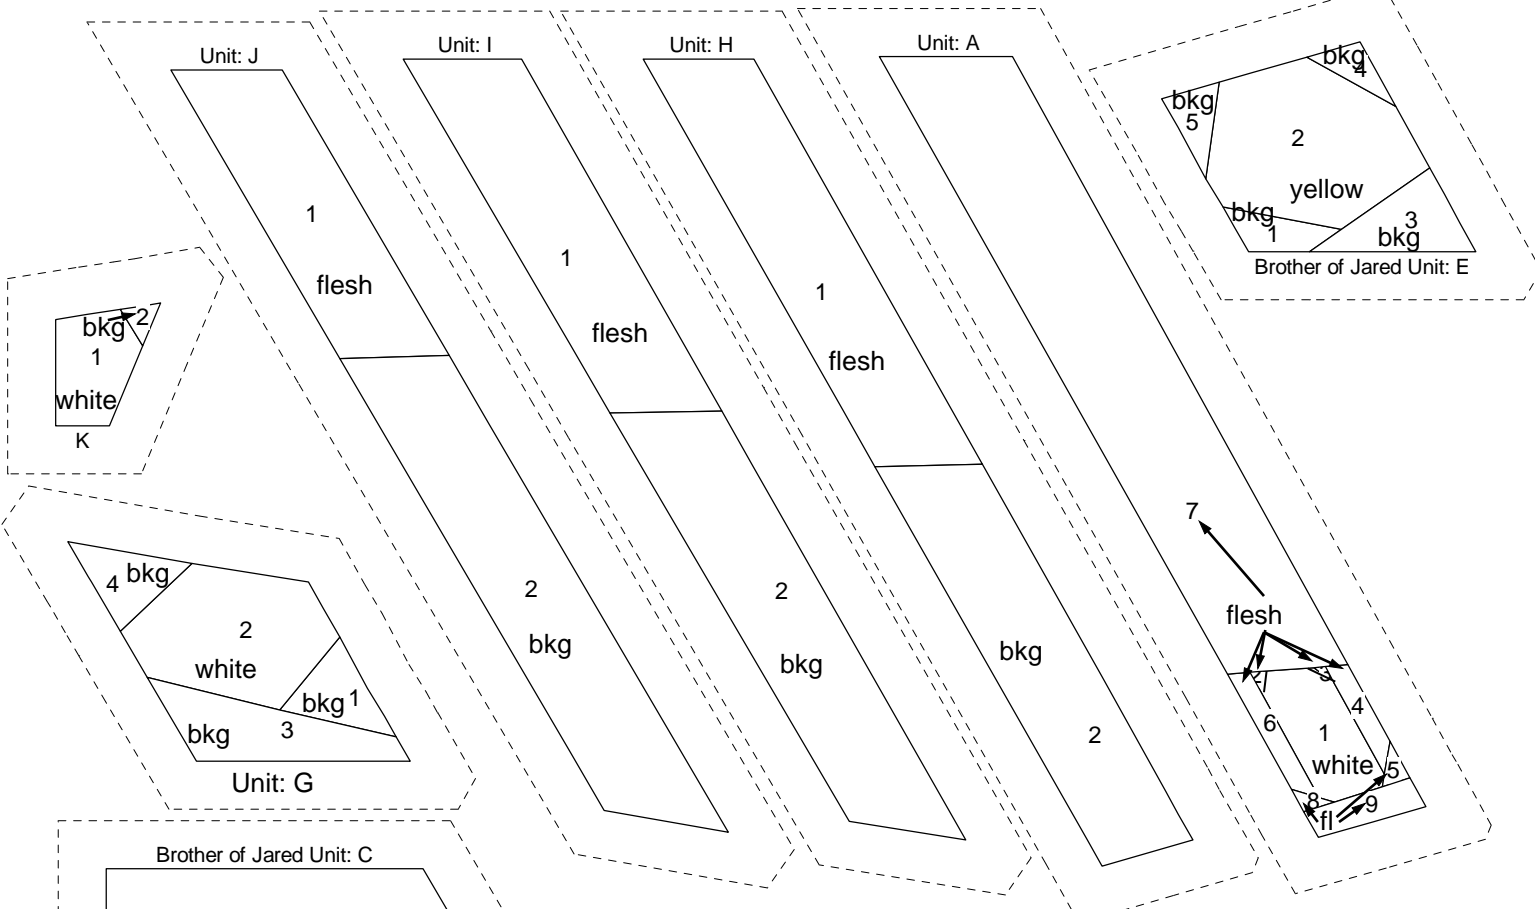 Unit: J
1
flesh
2
bkg
Unit: I
1
flesh
2
bkg
Unit: H
1
flesh
bkg
2
Unit: A
7
flesh
2
3
6
4
1
white
5
8
9
fl
bkg
4
bkg
5
2
yellow
bkg
1
3
bkg
Brother of Jared Unit: E
bkg
2
1
white
K
4 bkg
2
white
bkg 1
3
bkg
Unit: G
Brother of Jared Unit: C